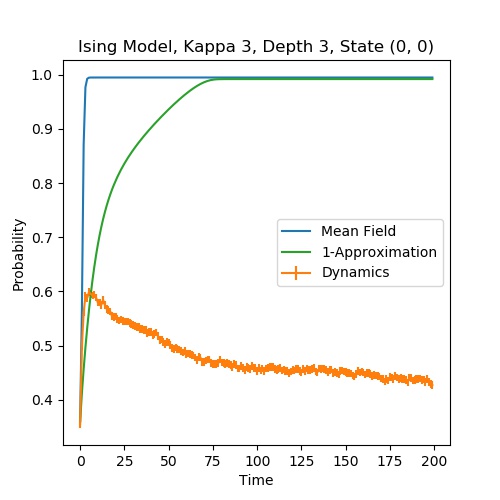 Ising Model, Kappa 3, Depth 3, State (0, 0)
1.0
0.9
0.8
0.7
0.6
0.5
0.4
Probability
Mean Field
1-Approximation
Dynamics
0 25 50 75 100 125 150 175 200
Time